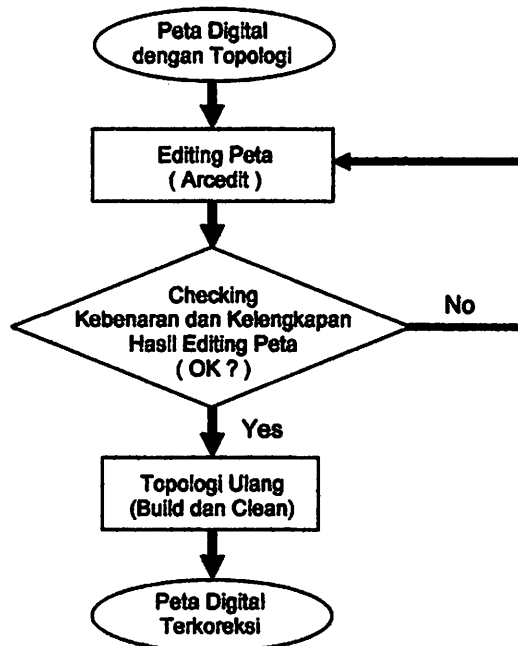 Peta Digital
dengan Topologi
Editing Peta
( Arcedit )
Checking
Kebenaran dan Kelengkapan
Hasil Editing Peta
( OK ? )
No
Yes
Topologi Ulang
(Build dan Clean)
Peta Digital
Terkoreksi